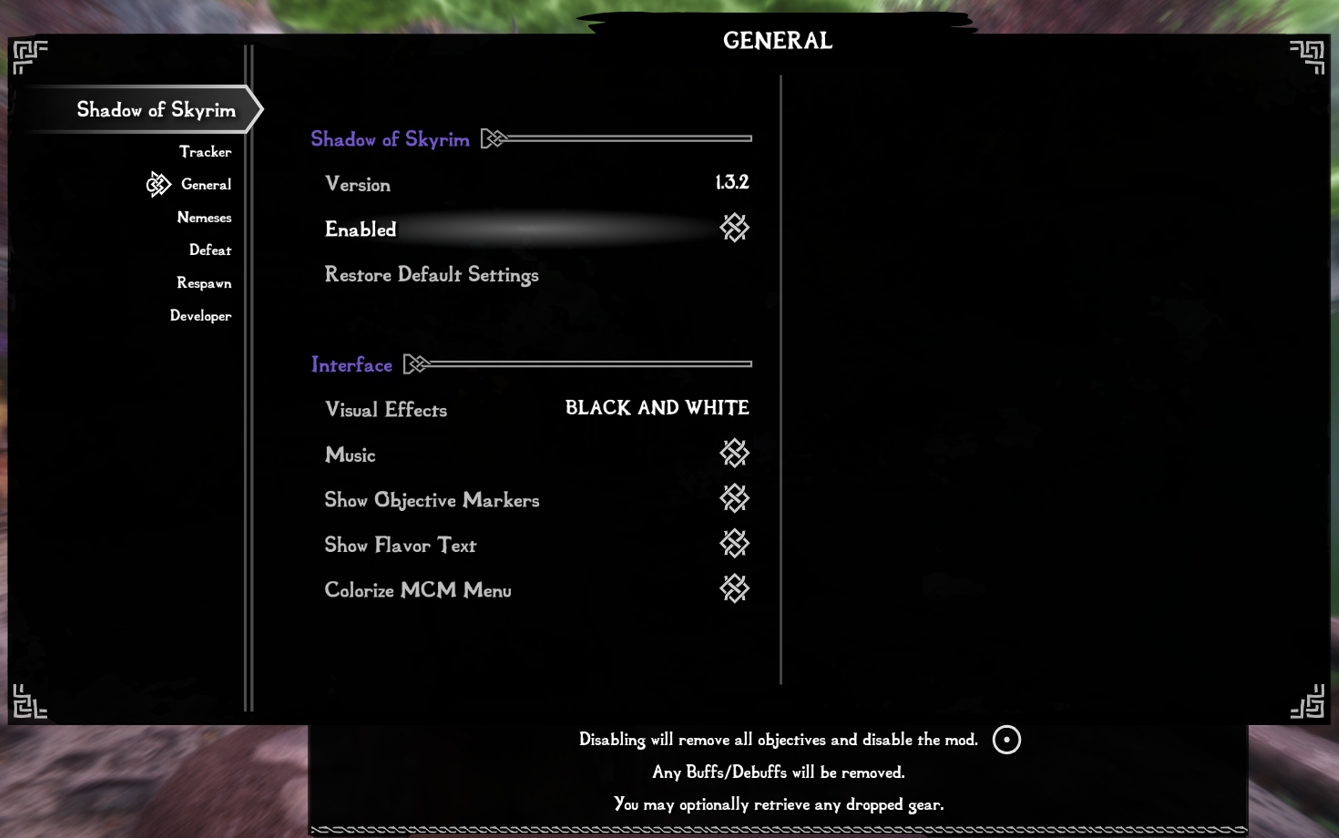 GENERAL
Shadow of Skyrim
Tracker
General
Nemeses
Defeat
Respawn
Developer
Shadow of Skyrim
Version 1.3.2
Enabled
Restore Default Settings
Interface
Visual Effects BLACK AND WHITE
Music
Show Objective Markers
Show Flavor Text
Colorize MCM Menu
Disabling will remove all objectives and disable the mod.
Any Buffs/Debuffs will be removed.
You may optionally retrieve any dropped gear.